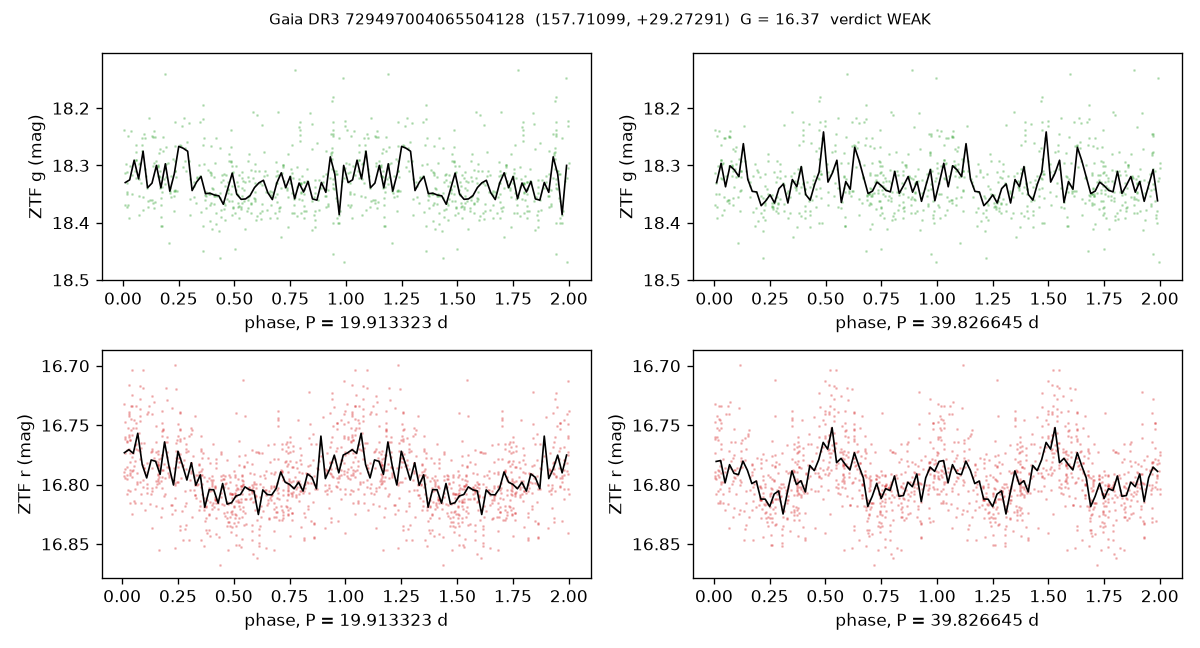 Gaia DR3 729497004065504128 (157.71099, +29.27291) G = 16.37 verdict WEAK
ZTF g (mag)
18.2
18.3
18.4
18.5
0.00 0.25 0.50 0.75 1.00 1.25 1.50 1.75 2.00
phase, P = 19.913323 d
ZTF g (mag)
18.2
18.3
18.4
18.5
0.00 0.25 0.50 0.75 1.00 1.25 1.50 1.75 2.00
phase, P = 39.826645 d
ZTF r (mag)
16.70
16.75
16.80
16.85
0.00 0.25 0.50 0.75 1.00 1.25 1.50 1.75 2.00
phase, P = 19.913323 d
ZTF r (mag)
16.70
16.75
16.80
16.85
0.00 0.25 0.50 0.75 1.00 1.25 1.50 1.75 2.00
phase, P = 39.826645 d